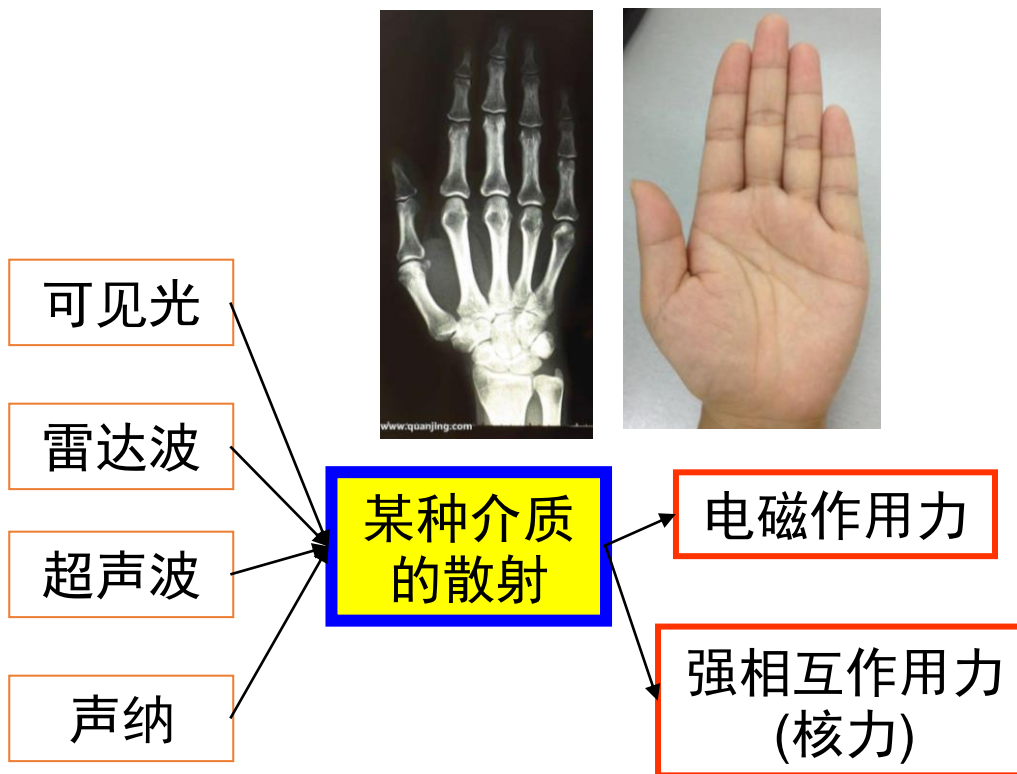 www.quanjing.com
可见光
雷达波
超声波
声纳
某种介质
的散射
电磁作用力
强相互作用力
(核力)